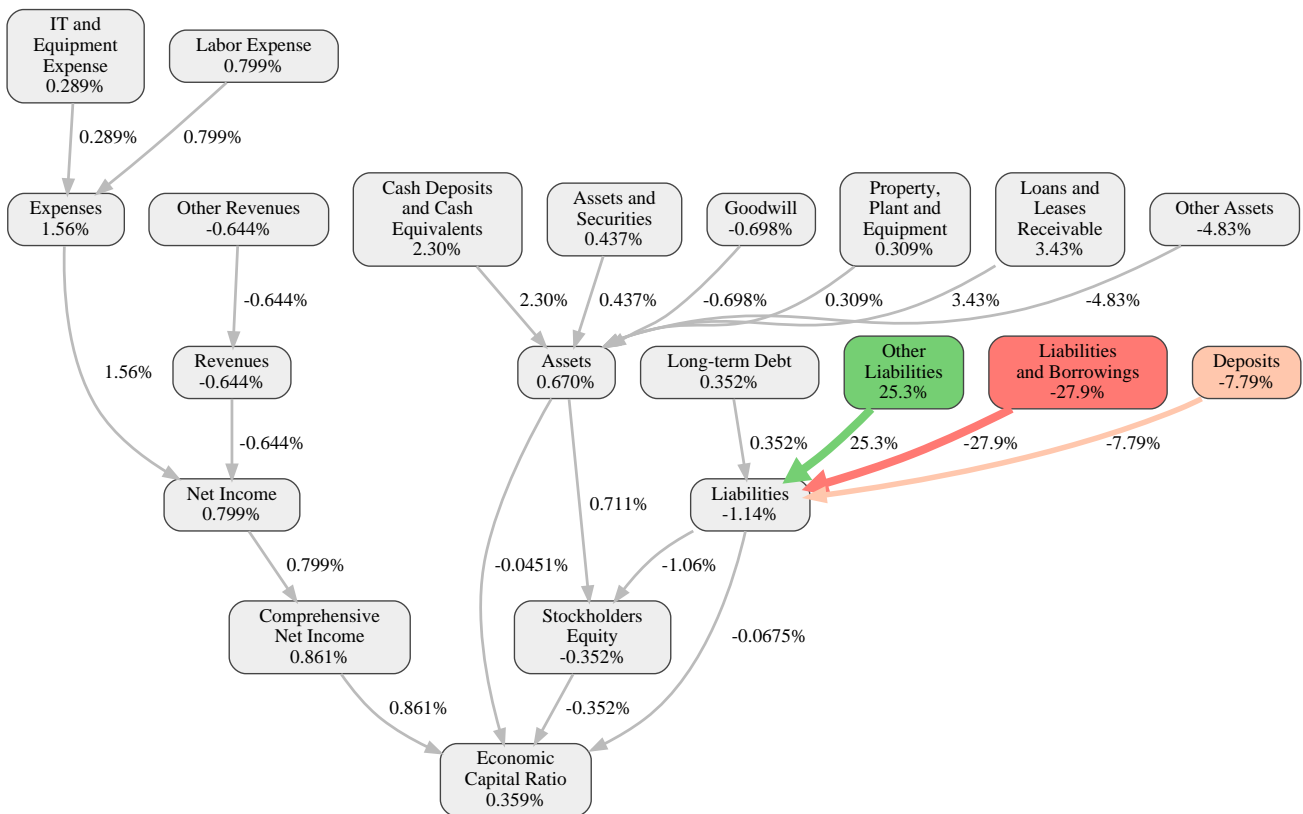 IT and
Equipment
Expense
0.289%
Labor Expense
0.799%
0.289%
0.799%
Expenses
1.56%
Other Revenues
-0.644%
Cash Deposits
and Cash
Equivalents
2.30%
Assets and
Securities
0.437%
Goodwill
-0.698%
Property,
Plant and
Equipment
0.309%
Loans and
Leases
Receivable
3.43%
Other Assets
-4.83%
-0.644%
2.30%
0.437%
-0.698%
0.309%
3.43%
-4.83%
1.56%
Revenues
-0.644%
Assets
0.670%
Long-term Debt
0.352%
Other
Liabilities
25.3%
Liabilities
and Borrowings
-27.9%
Deposits
-7.79%
-0.644%
0.352%
25.3%
-27.9%
-7.79%
Net Income
0.799%
0.711%
Liabilities
-1.14%
0.799%
-0.0451%
-1.06%
Comprehensive
Net Income
0.861%
Stockholders
Equity
-0.352%
-0.0675%
0.861%
-0.352%
Economic
Capital Ratio
0.359%